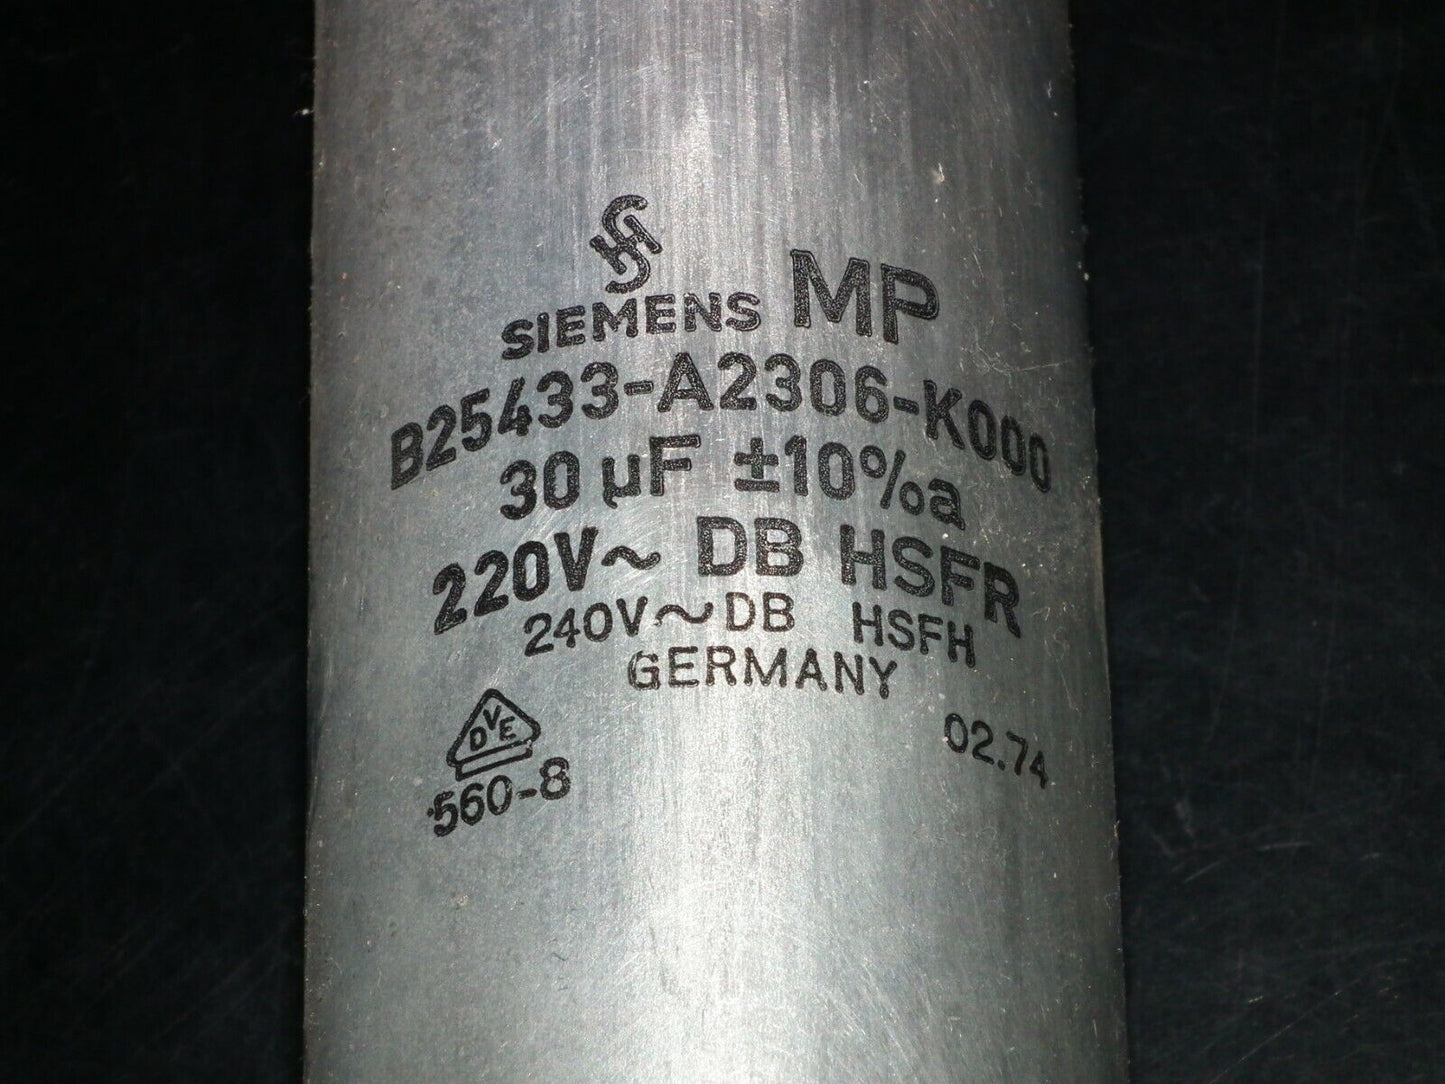 SIEMENS MP
B25433-A2306-K000
30 µF ±10%a
220V~ DB HSFR
240V~DB HSFH
GERMANY
DVE
560-8
02.74